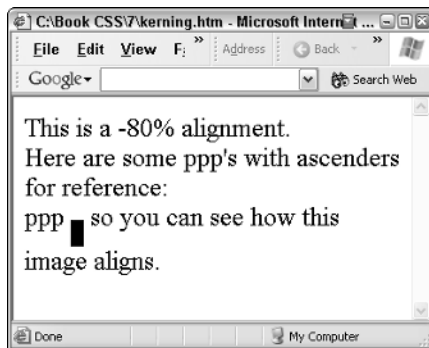 C:\Book CSS\7\kerning.htm - Microsoft Intern ...
File Edit View F: » Address Back »
Google Search Web
This is a -80% alignment.
Here are some ppp's with ascenders
for reference:
ppp so you can see how this
image aligns.
Done My Computer